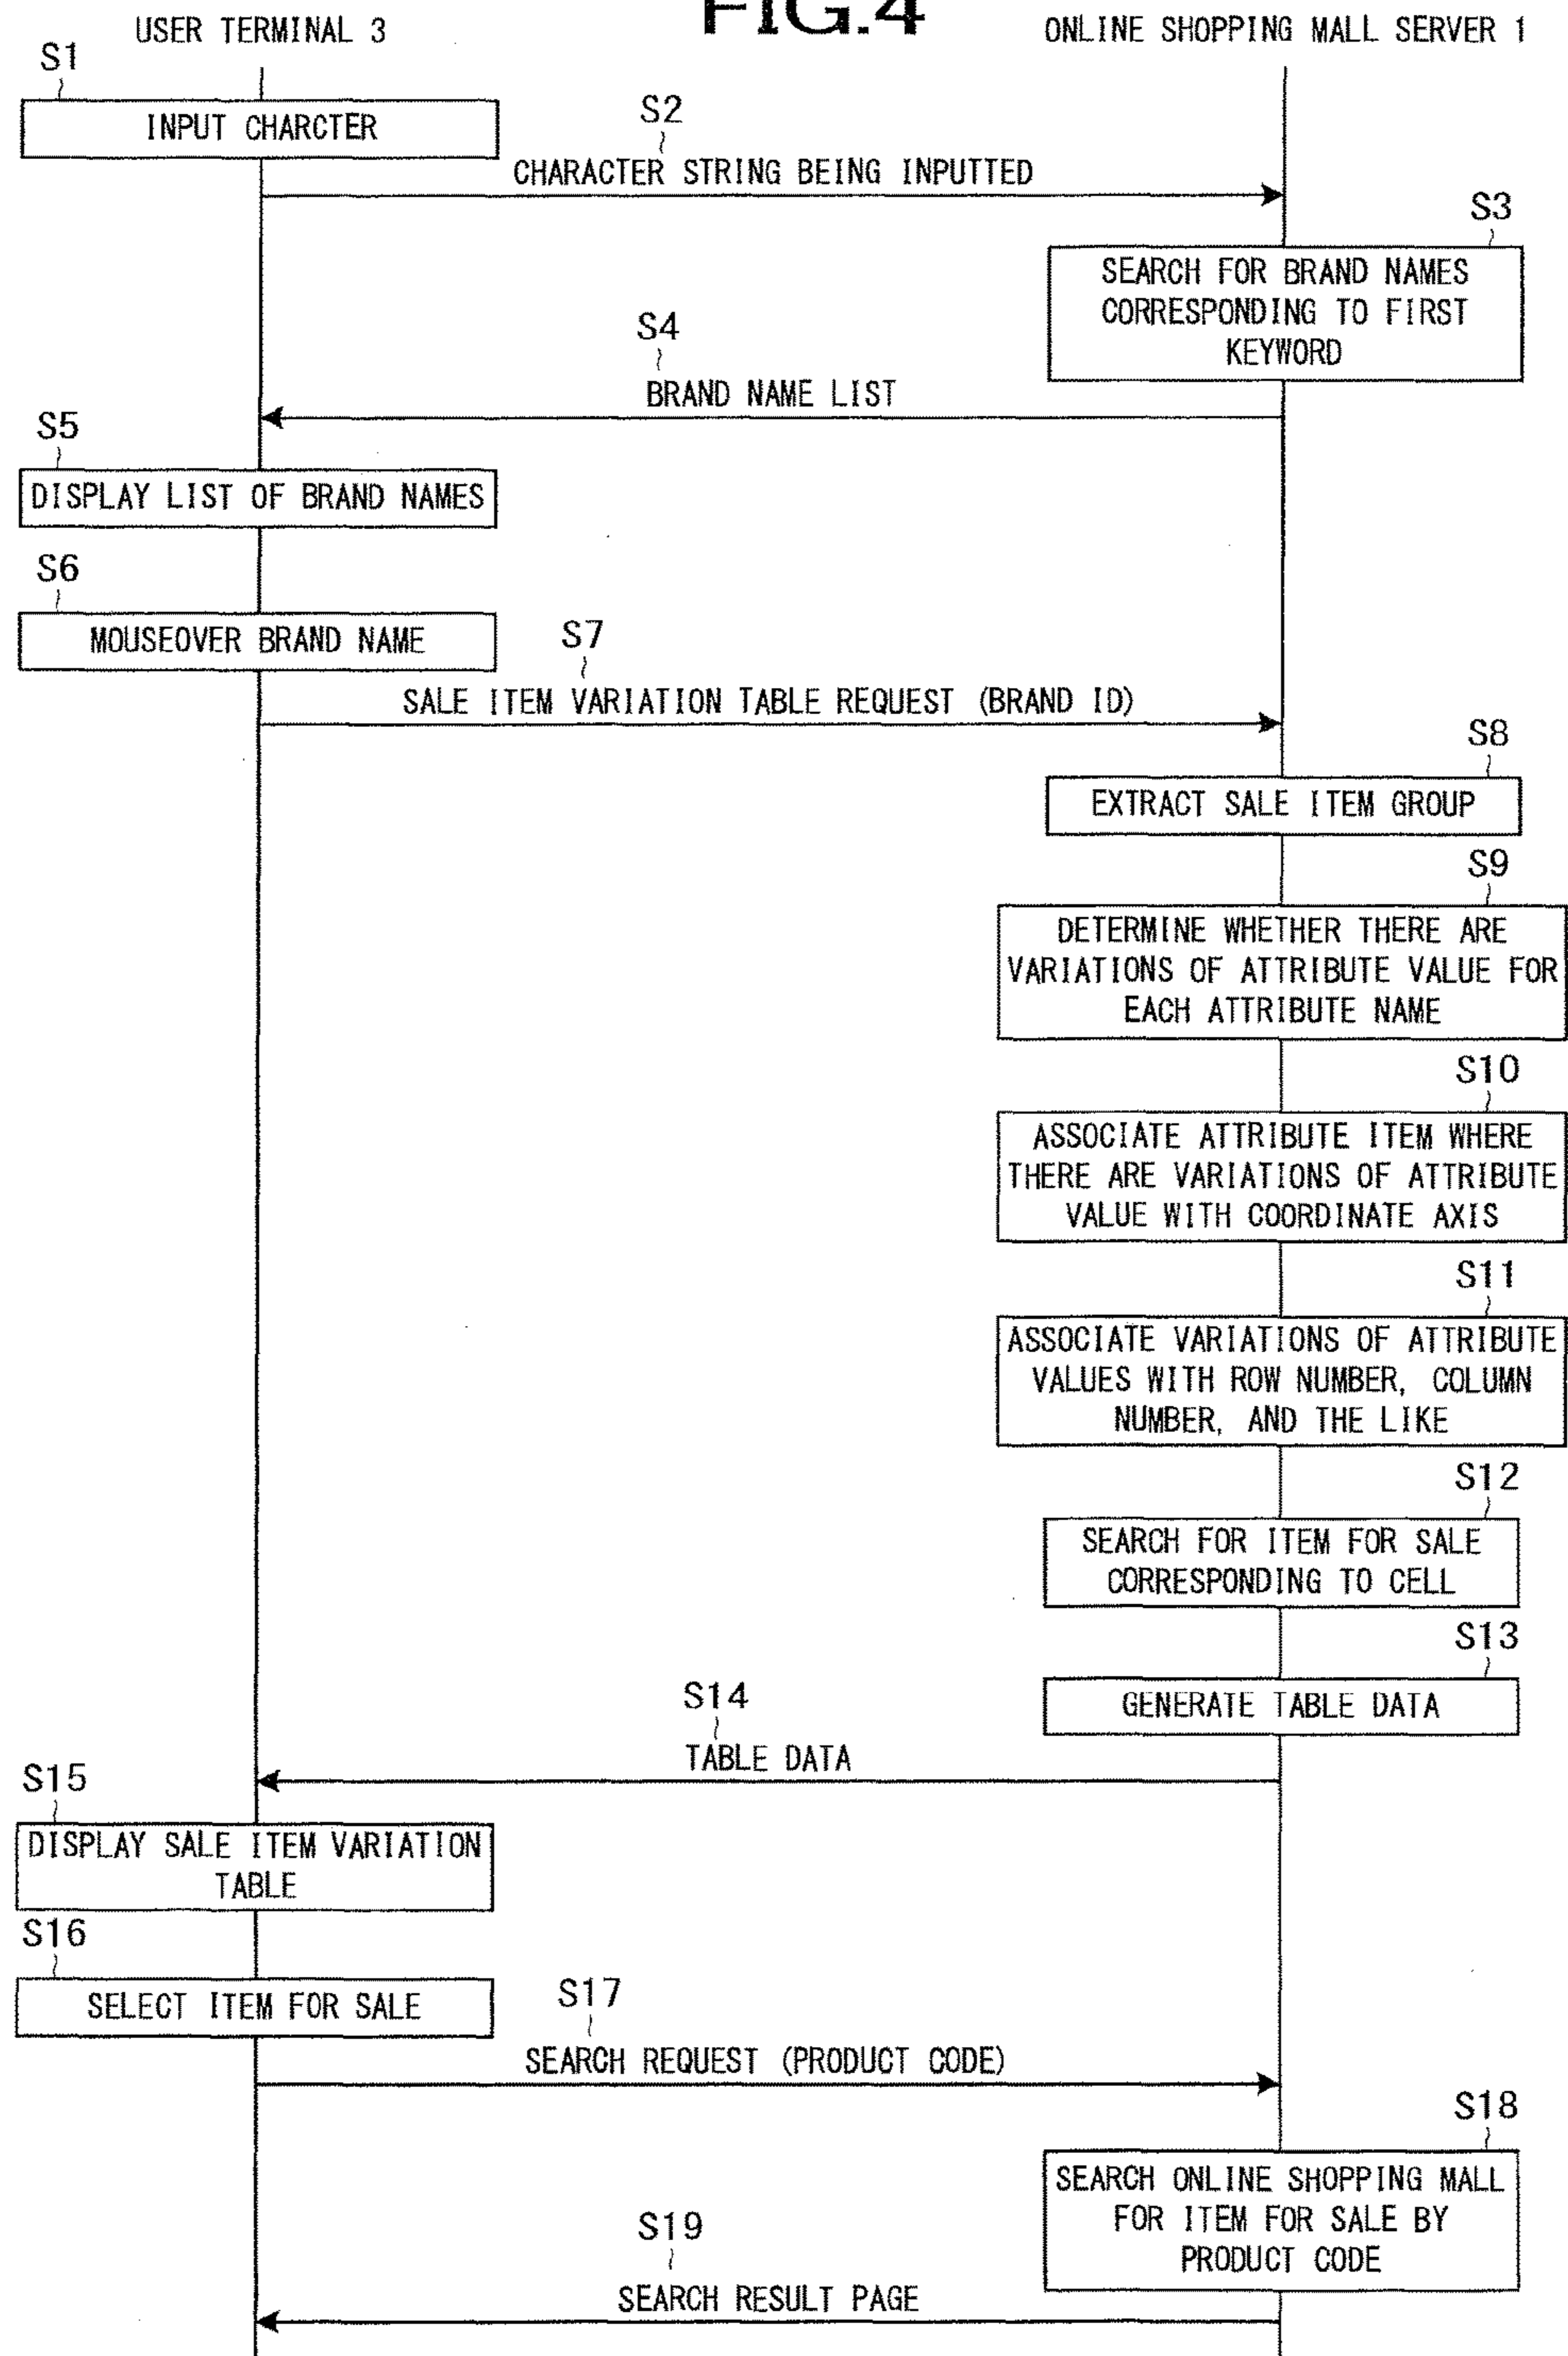 FIG.4
USER TERMINAL 3
ONLINE SHOPPING MALL SERVER 1
S1
INPUT CHARCTER
S2
CHARACTER STRING BEING INPUTTED
S3
SEARCH FOR BRAND NAMES
CORRESPONDING TO FIRST
KEYWORD
S4
BRAND NAME LIST
S5
DISPLAY LIST OF BRAND NAMES
S6
MOUSEOVER BRAND NAME
S7
SALE ITEM VARIATION TABLE REQUEST (BRAND ID)
S8
EXTRACT SALE ITEM GROUP
S9
DETERMINE WHETHER THERE ARE
VARIATIONS OF ATTRIBUTE VALUE FOR
EACH ATTRIBUTE NAME
S10
ASSOCIATE ATTRIBUTE ITEM WHERE
THERE ARE VARIATIONS OF ATTRIBUTE
VALUE WITH COORDINATE AXIS
S11
ASSOCIATE VARIATIONS OF ATTRIBUTE
VALUES WITH ROW NUMBER, COLUMN
NUMBER, AND THE LIKE
S12
SEARCH FOR ITEM FOR SALE
CORRESPONDING TO CELL
S13
GENERATE TABLE DATA
S14
TABLE DATA
S15
DISPLAY SALE ITEM VARIATION
TABLE
S16
SELECT ITEM FOR SALE
S17
SEARCH REQUEST (PRODUCT CODE)
S18
SEARCH ONLINE SHOPPING MALL
FOR ITEM FOR SALE BY
PRODUCT CODE
S19
SEARCH RESULT PAGE